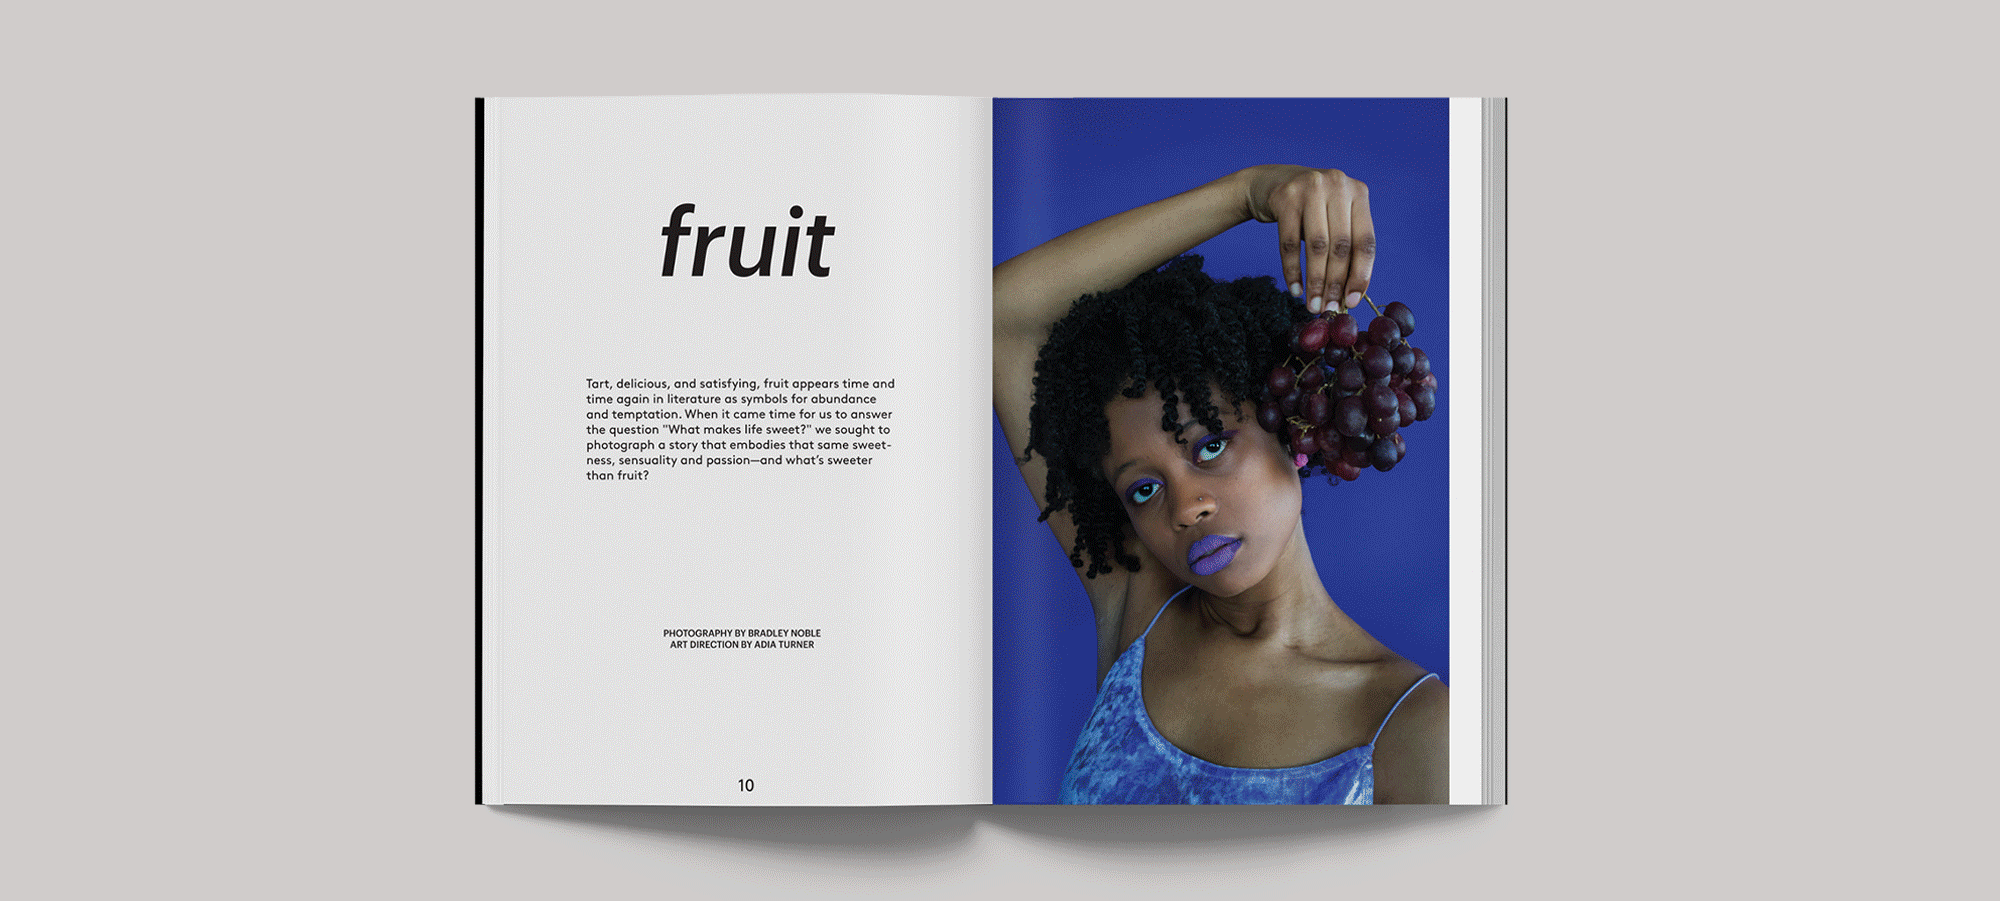 fruit
Tart, delicious, and satisfying, fruit appears time and
time again in literature as symbols for abundance
and temptation. When it came time for us to answer
the question "What makes life sweet?" we sought to
photograph a story that embodies that same sweet-
ness, sensuality and passion—and what's sweeter
than fruit?
PHOTOGRAPHY BY BRADLEY NOBLE
ART DIRECTION BY ADIA TURNER
10